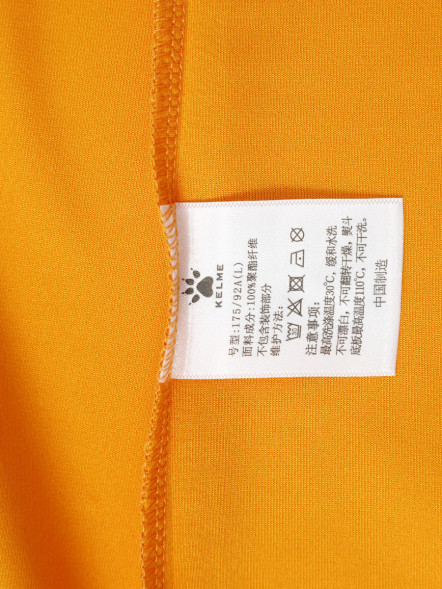 KELME
号型:175/92A(L)
面料成分:100%聚酯纤维
不包含装饰部分
维护方法:
注意事项:
最高洗涤温度30℃，缓和水洗
不可漂白，不可翻转干燥，熨斗
底板最高温度110℃，不可干洗。
中国制造